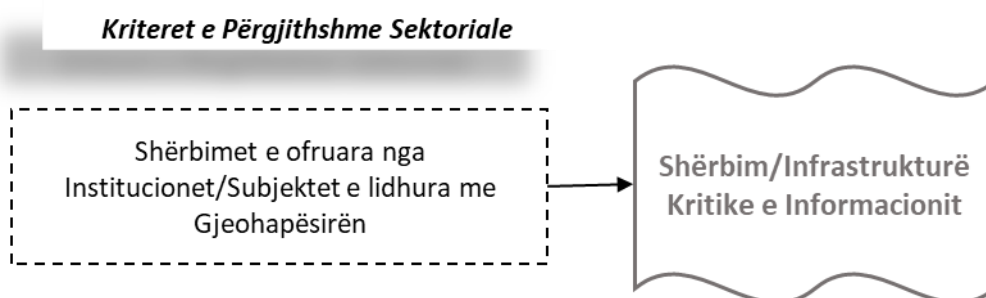 Kriteret e Përgjithshme Sektoriale
Shërbimet e ofruara nga
Institucionet/Subjektet e lidhura me
Gjeohapësirën
Shërbim/Infrastrukturë
Kritike e Informacionit